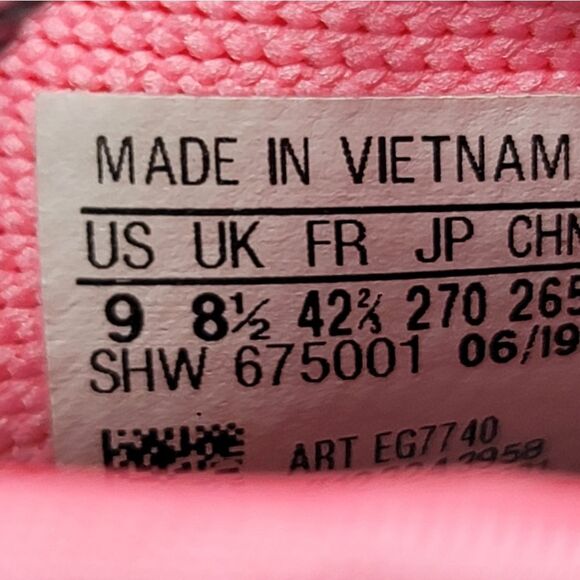 MADE IN VIETNAM
US UK FR JP CHN
9 8½ 42⅔ 270 265
SHW 675001 06/19
ART EG7740